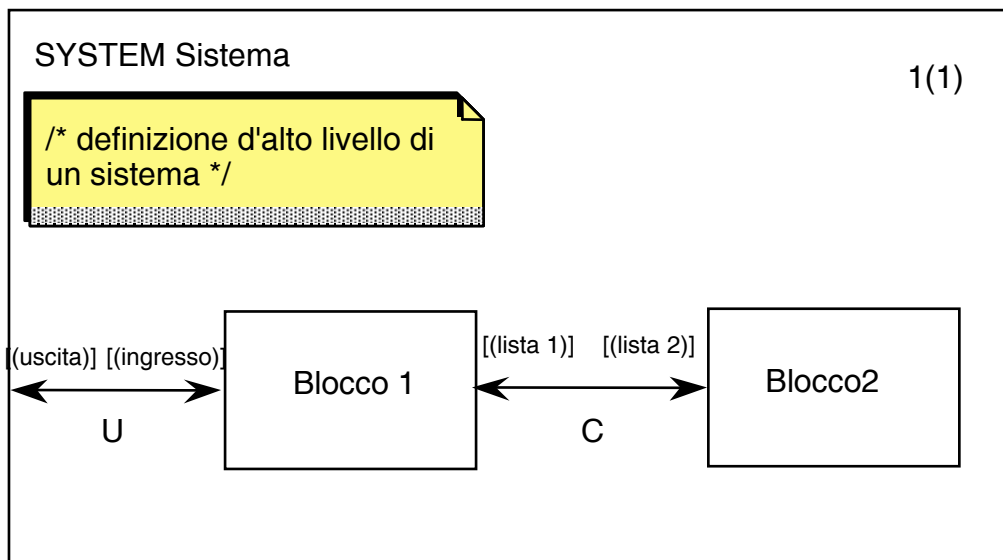 SYSTEM Sistema
1(1)
/* definizione d'alto livello di
un sistema */
[(uscita)] [(ingresso)]
[(lista 1)] [(lista 2)]
Blocco 1
Blocco2
U
C